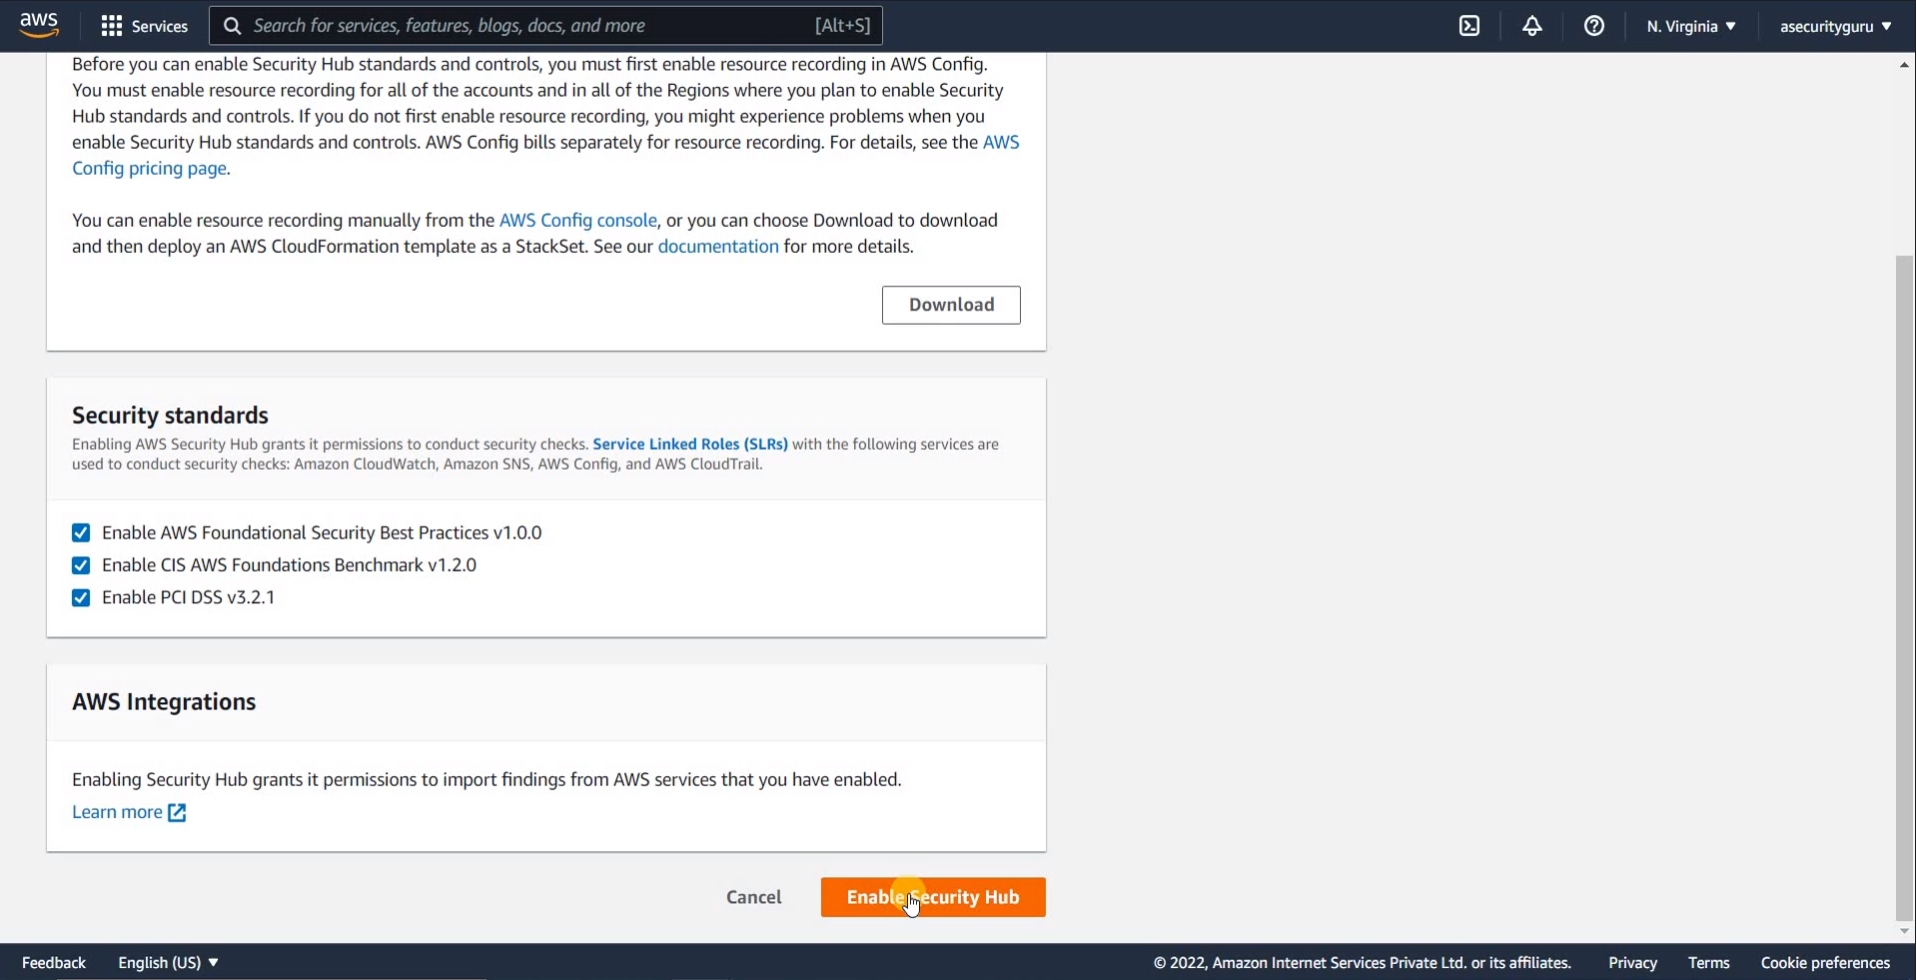 aws
Services
Search for services, features, blogs, docs, and more
[Alt+S]
N. Virginia ▼
asecurityguru ▼
Before you can enable Security Hub standards and controls, you must first enable resource recording in AWS Config.
You must enable resource recording for all of the accounts and in all of the Regions where you plan to enable Security
Hub standards and controls. If you do not first enable resource recording, you might experience problems when you
enable Security Hub standards and controls. AWS Config bills separately for resource recording. For details, see the AWS
Config pricing page.
You can enable resource recording manually from the AWS Config console, or you can choose Download to download
and then deploy an AWS CloudFormation template as a StackSet. See our documentation for more details.
Download
Security standards
Enabling AWS Security Hub grants it permissions to conduct security checks. Service Linked Roles (SLRs) with the following services are
used to conduct security checks: Amazon CloudWatch, Amazon SNS, AWS Config, and AWS CloudTrail.
Enable AWS Foundational Security Best Practices v1.0.0
Enable CIS AWS Foundations Benchmark v1.2.0
Enable PCI DSS v3.2.1
AWS Integrations
Enabling Security Hub grants it permissions to import findings from AWS services that you have enabled.
Learn more
Cancel
Enable Security Hub
Feedback
English (US) ▼
© 2022, Amazon Internet Services Private Ltd. or its affiliates.
Privacy
Terms
Cookie preferences